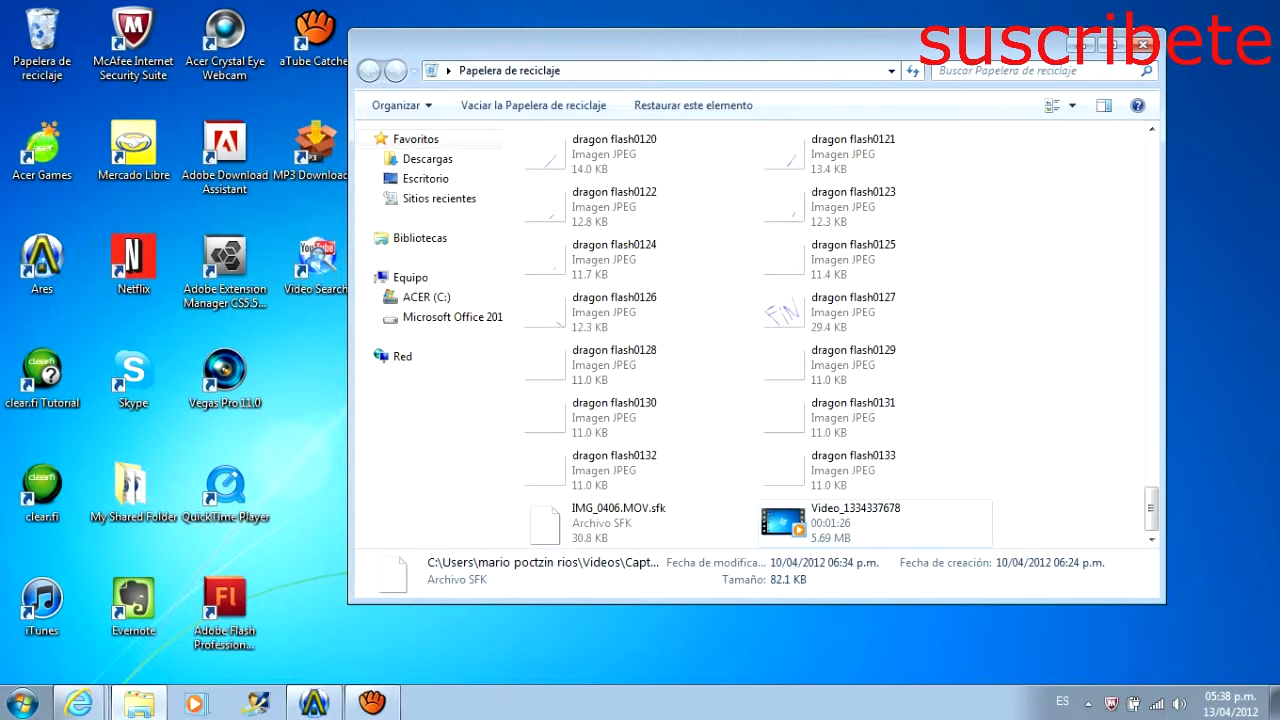 suscribete
Papelera de
reciclaje
McAfee Internet
Security Suite
Acer Crystal Eye
Webcam
aTube Catche
Acer Games
Mercado Libre
Adobe Download
Assistant
MP3 Downloa
Ares
Netflix
Adobe Extension
Manager CS5.5...
Video Search
clear.fi Tutorial
Skype
Vegas Pro 11.0
clear.fi
My Shared Folder
QuickTime Player
iTunes
Evernote
Adobe Flash
Profession...
Papelera de reciclaje
Buscar Papelera de reciclaje
Organizar
Vaciar la Papelera de reciclaje
Restaurar este elemento
Favoritos
Descargas
Escritorio
Sitios recientes
Bibliotecas
Equipo
ACER (C:)
Microsoft Office 201
Red
dragon flash0120
Imagen JPEG
14.0 KB
dragon flash0121
Imagen JPEG
13.4 KB
dragon flash0122
Imagen JPEG
12.8 KB
dragon flash0123
Imagen JPEG
12.3 KB
dragon flash0124
Imagen JPEG
11.7 KB
dragon flash0125
Imagen JPEG
11.4 KB
dragon flash0126
Imagen JPEG
12.3 KB
FiN
dragon flash0127
Imagen JPEG
29.4 KB
dragon flash0128
Imagen JPEG
11.0 KB
dragon flash0129
Imagen JPEG
11.0 KB
dragon flash0130
Imagen JPEG
11.0 KB
dragon flash0131
Imagen JPEG
11.0 KB
dragon flash0132
Imagen JPEG
11.0 KB
dragon flash0133
Imagen JPEG
11.0 KB
IMG_0406.MOV.sfk
Archivo SFK
30.8 KB
Video_1334337678
00:01:26
5.69 MB
C:\Users\mario poctzin rios\Videos\Capt... Fecha de modifica... 10/04/2012 06:34 p.m. Fecha de creación: 10/04/2012 06:24 p.m.
Archivo SFK Tamaño: 82.1 KB
ES
05:38 p.m.
13/04/2012